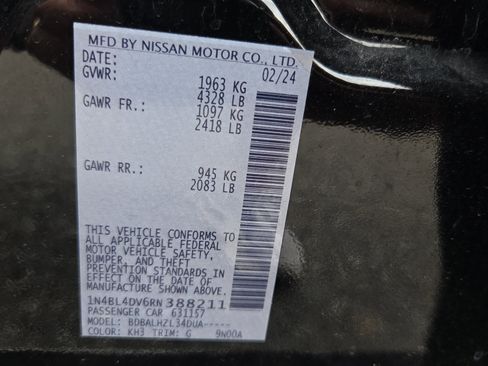 MFD BY NISSAN MOTOR CO., LTD.
DATE: 02/24
GVWR: 1963 KG
4328 LB
GAWR FR.: 1097 KG
2418 LB
GAWR RR.: 945 KG
2083 LB
THIS VEHICLE CONFORMS TO
ALL APPLICABLE FEDERAL
MOTOR VEHICLE SAFETY,
BUMPER, AND THEFT
PREVENTION STANDARDS IN
EFFECT ON THE DATE OF
MANUFACTURE SHOWN ABOVE.
1N4BL4DV6RN388211
PASSENGER CAR 631157
MODEL: BDBALHZL34DUA-----
COLOR: KH3 TRIM: G 9N00A